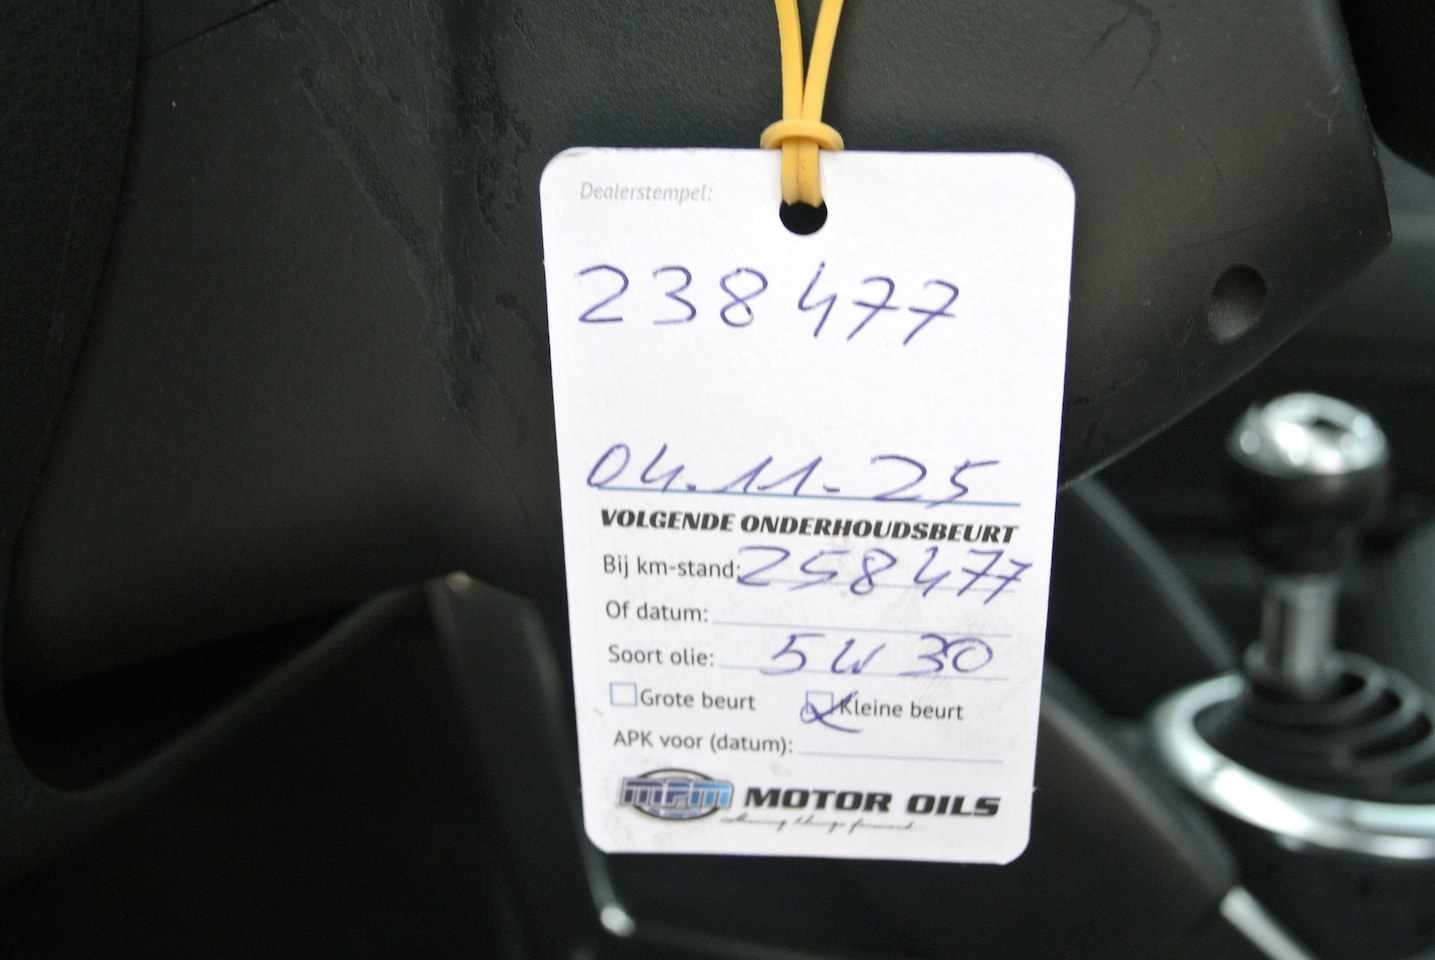 Dealerstempel:
238477
04.11.25
VOLGENDE ONDERHOUDSBEURT
Bij km-stand: 258477
Of datum:
Soort olie: 5W30
Grote beurt Kleine beurt
APK voor (datum):
MPM MOTOR OILS